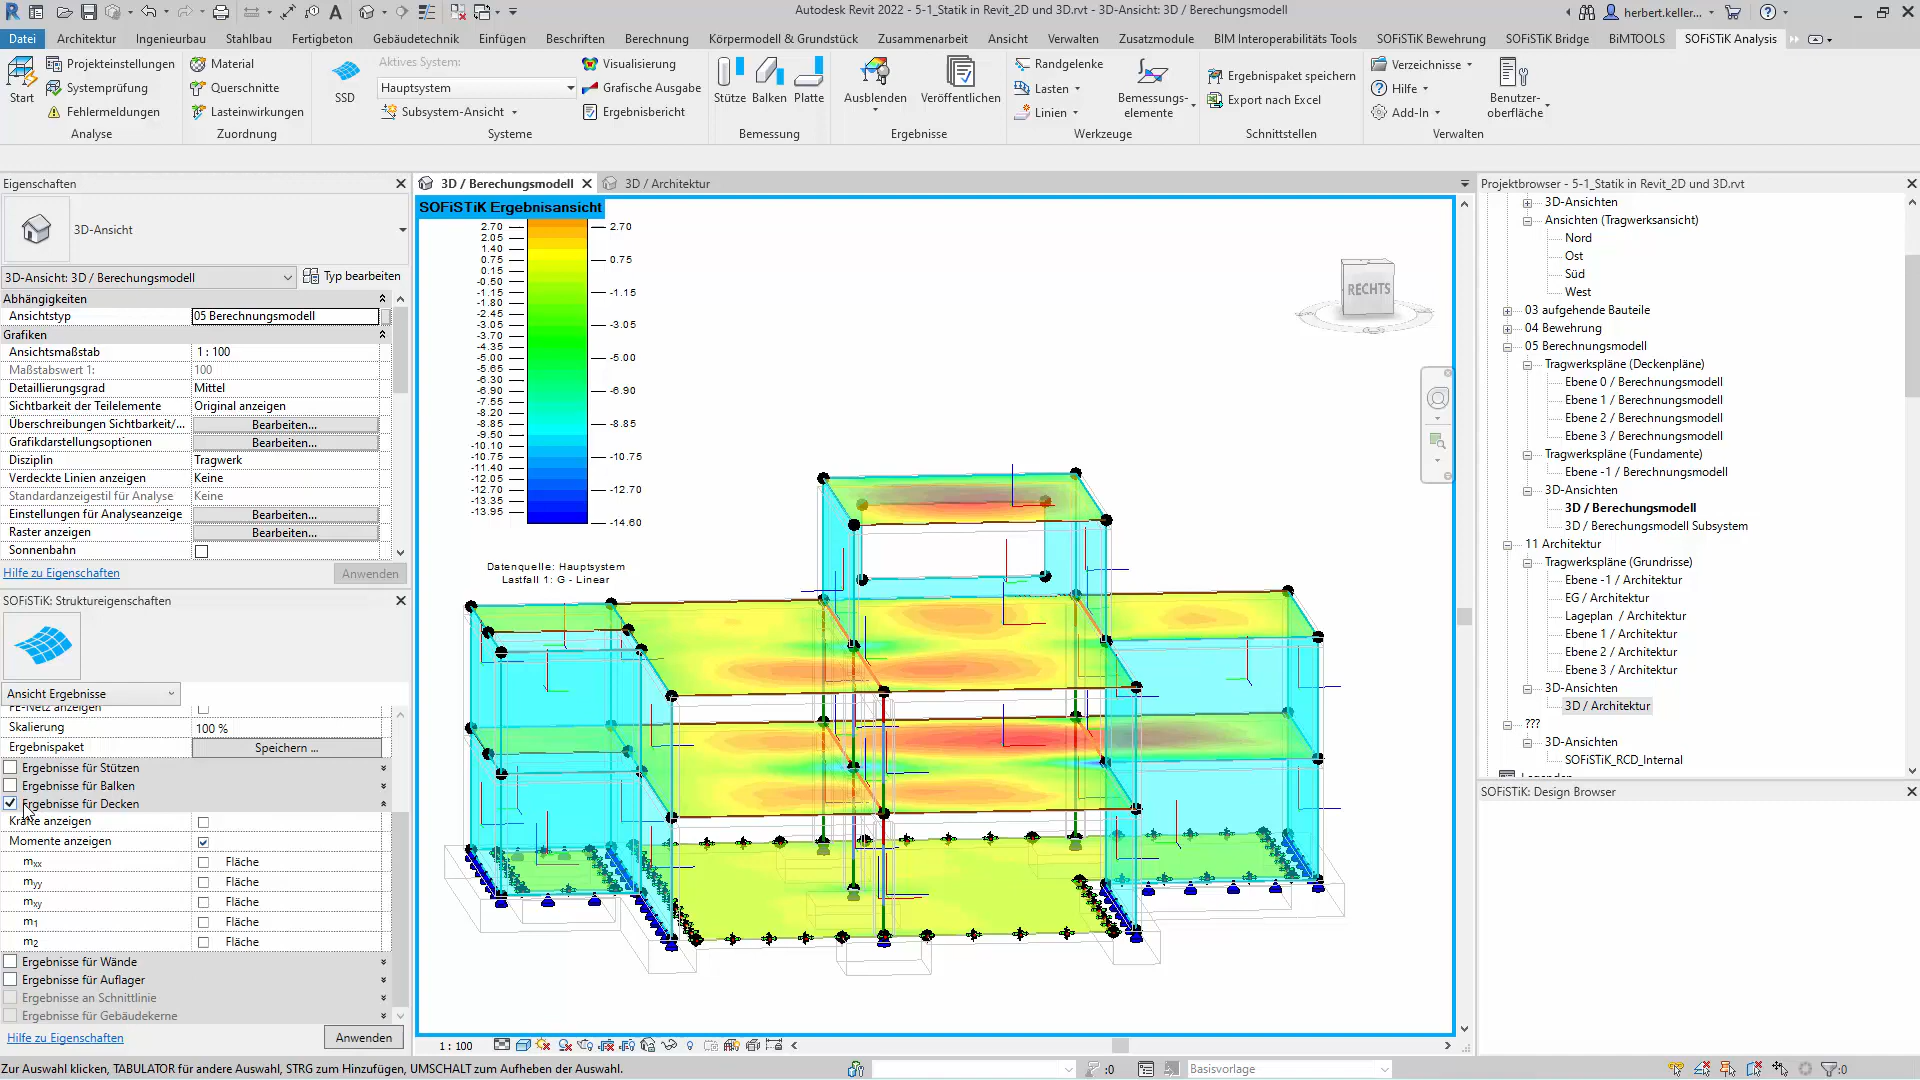 Autodesk Revit 2022 - 5-1_Statik in Revit_2D und 3D.rvt - 3D-Ansicht: 3D / Berechungsmodell
herbert.keller...
Datei Architektur Ingenieurbau Stahlbau Fertigbeton Gebäudetechnik Einfügen Beschriften Berechnung Körpermodell & Grundstück Zusammenarbeit Ansicht Verwalten Zusatzmodule BIM Interoperabilitäts Tools SOFiSTiK Bewehrung SOFiSTiK Bridge BiMTOOLS SOFiSTiK Analysis
Start
Projekteinstellungen
Systemprüfung
Fehlermeldungen
Analyse
Material
Querschnitte
Lasteinwirkungen
Zuordnung
SSD
Aktives System:
Hauptsystem
Subsystem-Ansicht
Visualisierung
Grafische Ausgabe
Ergebnisbericht
Systeme
Stütze Balken Platte
Bemessung
Ausblenden
Veröffentlichen
Ergebnisse
Randgelenke
Lasten
Linien
Bemessungs-
elemente
Werkzeuge
Ergebnispaket speichern
Export nach Excel
Schnittstellen
Verzeichnisse
Hilfe
Add-In
Benutzer-
oberfläche
Verwalten
Eigenschaften
3D-Ansicht
3D-Ansicht: 3D / Berechungsmodell
Typ bearbeiten
Abhängigkeiten
Ansichtstyp 05 Berechnungsmodell
Grafiken
Ansichtsmaßstab 1 : 100
Maßstabswert 1: 100
Detaillierungsgrad Mittel
Sichtbarkeit der Teilelemente Original anzeigen
Überschreibungen Sichtbarkeit/... Bearbeiten...
Grafikdarstellungsoptionen Bearbeiten...
Disziplin Tragwerk
Verdeckte Linien anzeigen Keine
Standardanzeigestil für Analyse Keine
Einstellungen für Analyseanzeige Bearbeiten...
Raster anzeigen Bearbeiten...
Sonnenbahn
Hilfe zu Eigenschaften Anwenden
SOFiSTiK: Struktureigenschaften
Ansicht Ergebnisse
FE-Netz anzeigen
Skalierung 100 %
Ergebnispaket Speichern ...
Ergebnisse für Stützen
Ergebnisse für Balken
Ergebnisse für Decken
Kräfte anzeigen
Momente anzeigen
mxx Fläche
myy Fläche
mxy Fläche
m1 Fläche
m2 Fläche
Ergebnisse für Wände
Ergebnisse für Auflager
Ergebnisse an Schnittlinie
Ergebnisse für Gebäudekerne
Hilfe zu Eigenschaften Anwenden
3D / Berechungsmodell 3D / Architektur
SOFiSTiK Ergebnisansicht
2.70 2.70
2.05
1.40
0.75 0.75
0.15
-0.50
-1.15 -1.15
-1.80
-2.45
-3.05 -3.05
-3.70
-4.35
-5.00 -5.00
-5.65
-6.30
-6.90 -6.90
-7.55
-8.20
-8.85 -8.85
-9.50
-10.10
-10.75 -10.75
-11.40
-12.05
-12.70 -12.70
-13.35
-13.95
-14.60
Datenquelle: Hauptsystem
Lastfall 1: G - Linear
RECHTS
1 : 100
Projektbrowser - 5-1_Statik in Revit_2D und 3D.rvt
3D-Ansichten
Ansichten (Tragwerksansicht)
Nord
Ost
Süd
West
03 aufgehende Bauteile
04 Bewehrung
05 Berechnungsmodell
Tragwerkspläne (Deckenpläne)
Ebene 0 / Berechnungsmodell
Ebene 1 / Berechnungsmodell
Ebene 2 / Berechnungsmodell
Ebene 3 / Berechnungsmodell
Tragwerkspläne (Fundamente)
Ebene -1 / Berechnungsmodell
3D-Ansichten
3D / Berechungsmodell
3D / Berechungsmodell Subsystem
11 Architektur
Tragwerkspläne (Grundrisse)
Ebene -1 / Architektur
EG / Architektur
Lageplan / Architektur
Ebene 1 / Architektur
Ebene 2 / Architektur
Ebene 3 / Architektur
3D-Ansichten
3D / Architektur
???
3D-Ansichten
SOFiSTiK_RCD_Internal
SOFiSTiK: Design Browser
Zur Auswahl klicken, TABULATOR für andere Auswahl, STRG zum Hinzufügen, UMSCHALT zum Aufheben der Auswahl.
:0
Basisvorlage
:0